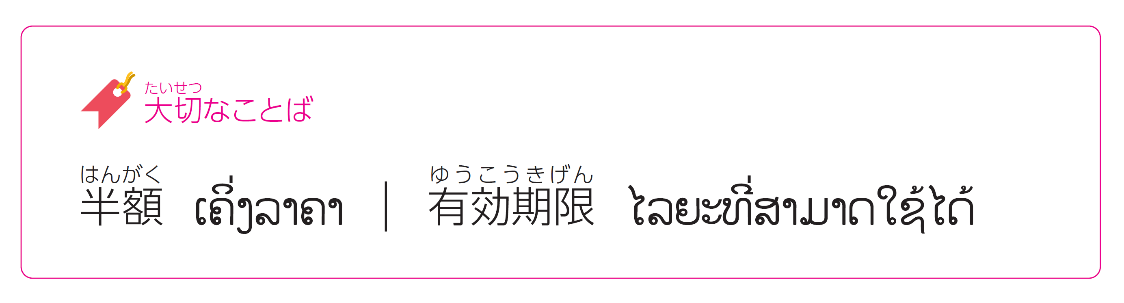 たいせつ
大切なことば
はんがく ゆうこうきげん
半額 ເຄິ່ງລາຄາ | 有効期限 ໄລຍະທີ່ສາມາດໃຊ້ໄດ້